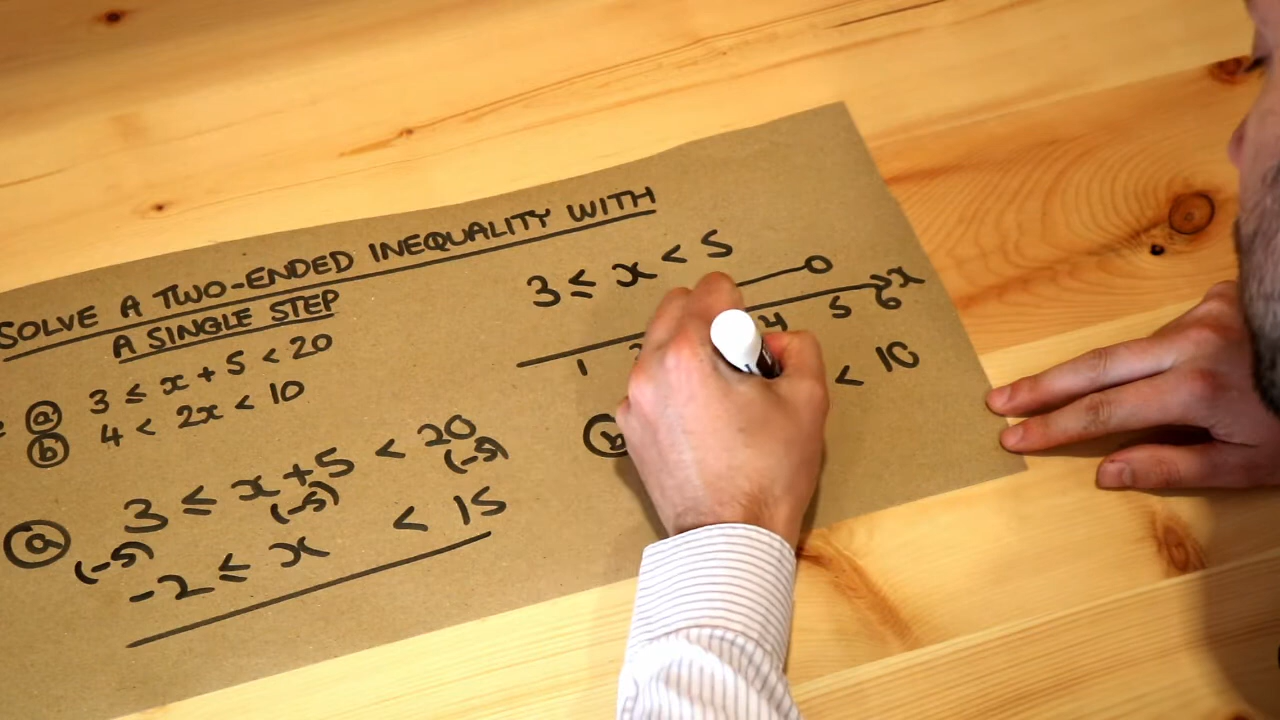 SOLVE A TWO-ENDED INEQUALITY WITH
A SINGLE STEP
ⓐ 3 ≤ x + 5 < 20
ⓑ 4 < 2x < 10
ⓐ 3 ≤ x + 5 < 20
(-5) (-5) (-5)
-2 ≤ x < 15
3 ≤ x < 5
1 4 5 6 x
ⓑ < 10